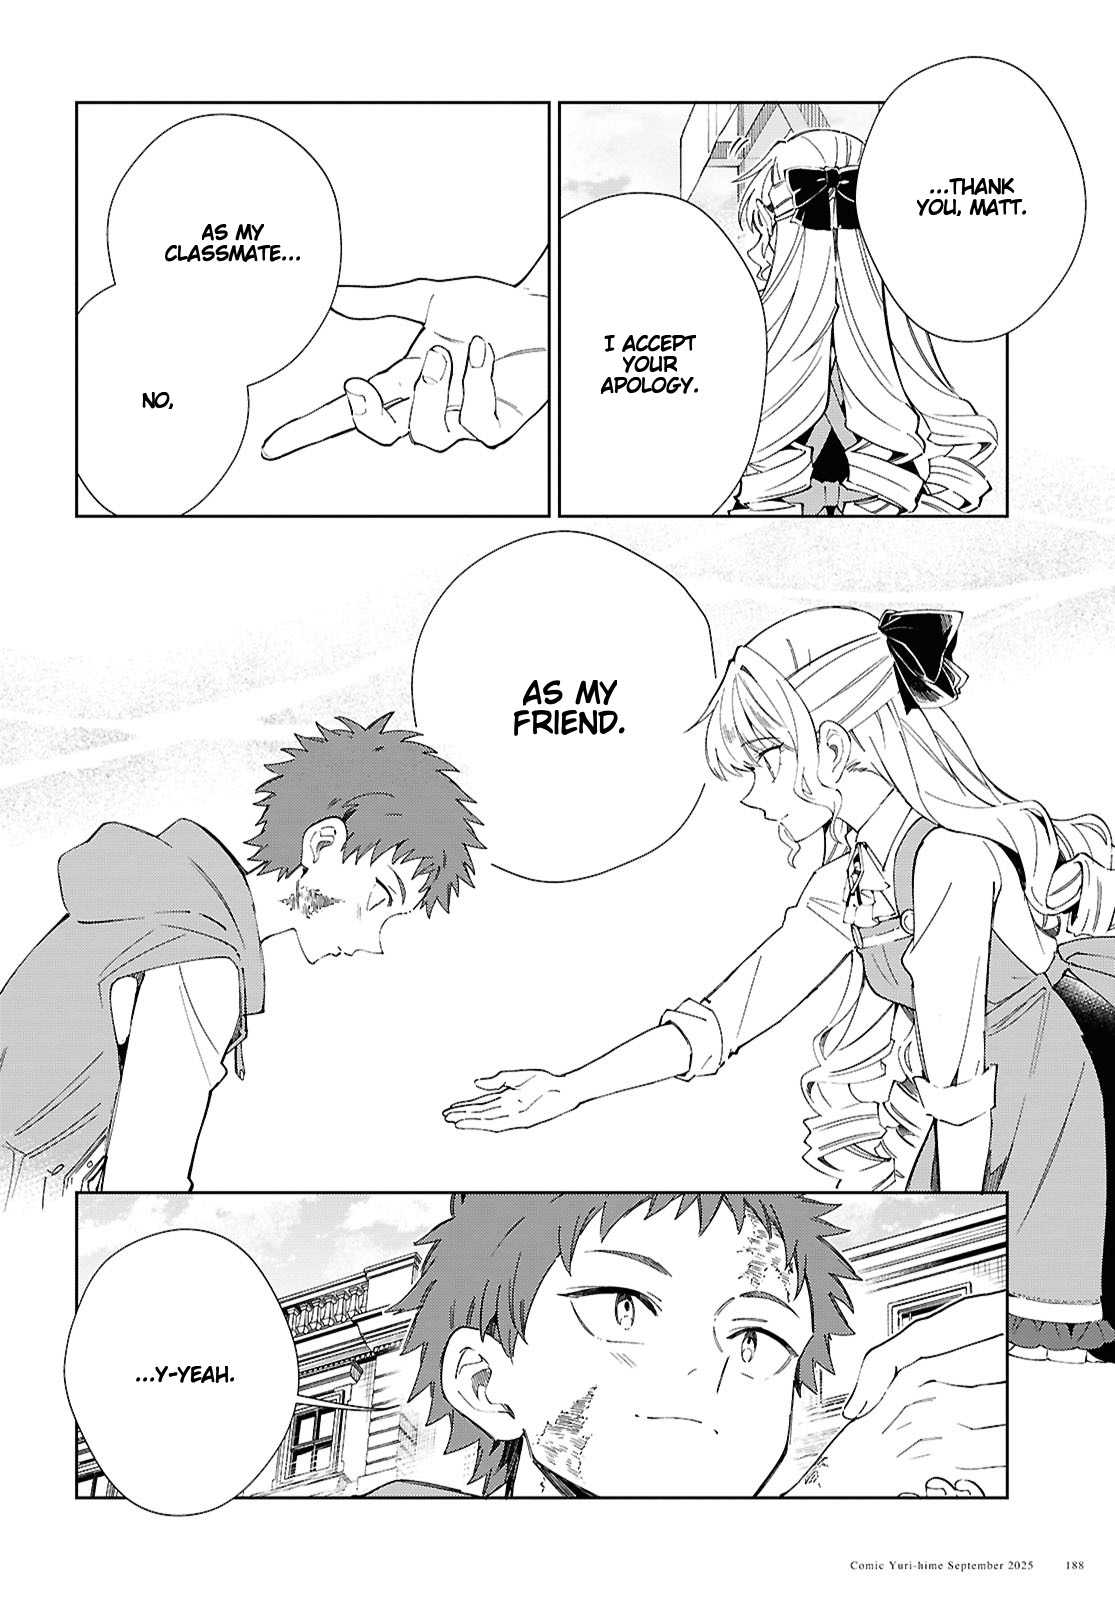 ...THANK
YOU, MATT.
I ACCEPT
YOUR
APOLOGY.
AS MY
CLASSMATE...
NO,
AS MY
FRIEND.
...Y-YEAH.
Comic Yuri-hime September 2025 188